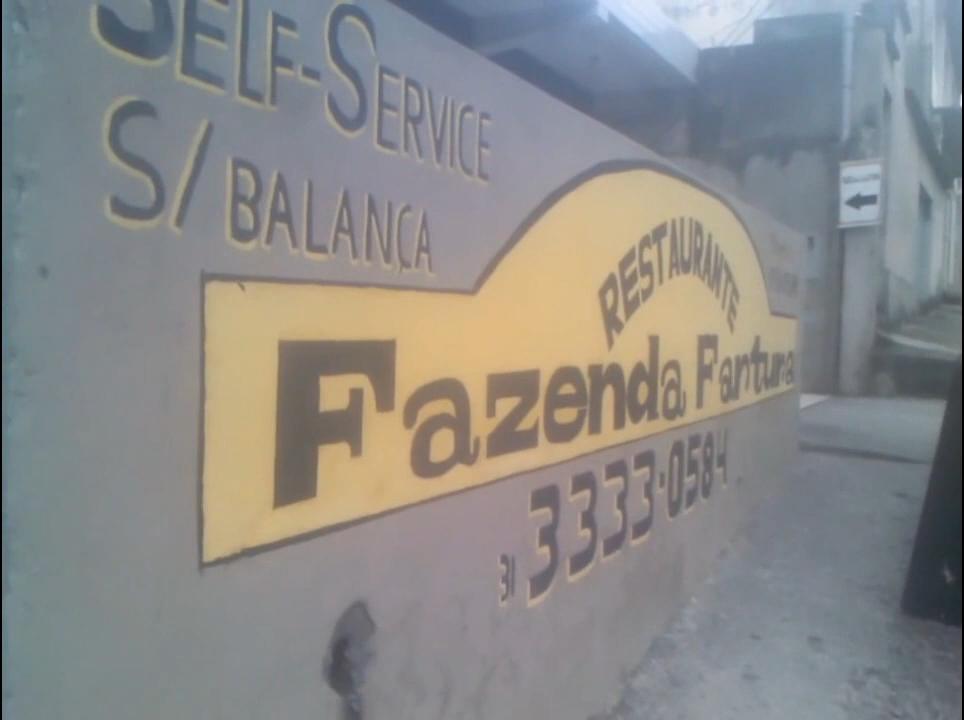 SELF-SERVICE
S/ BALANÇA
RESTAURANTE
Fazenda Fartura
31 3333-0584